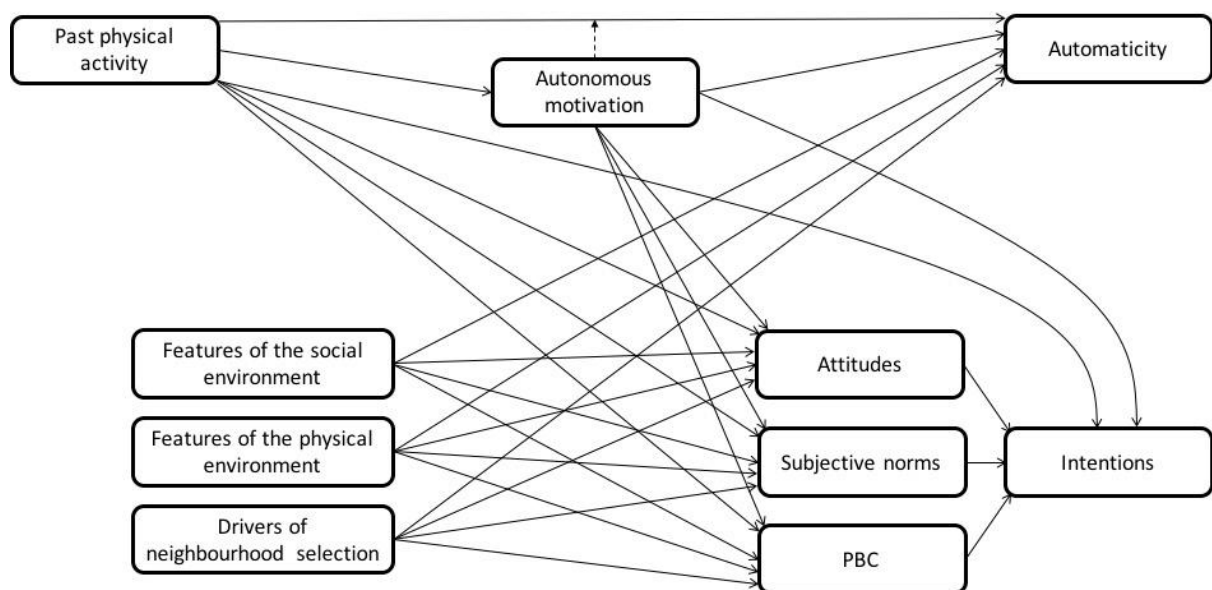 Past physical
activity
Automaticity
Autonomous
motivation
Features of the social
environment
Attitudes
Features of the physical
environment
Subjective norms
Intentions
Drivers of
neighbourhood selection
PBC